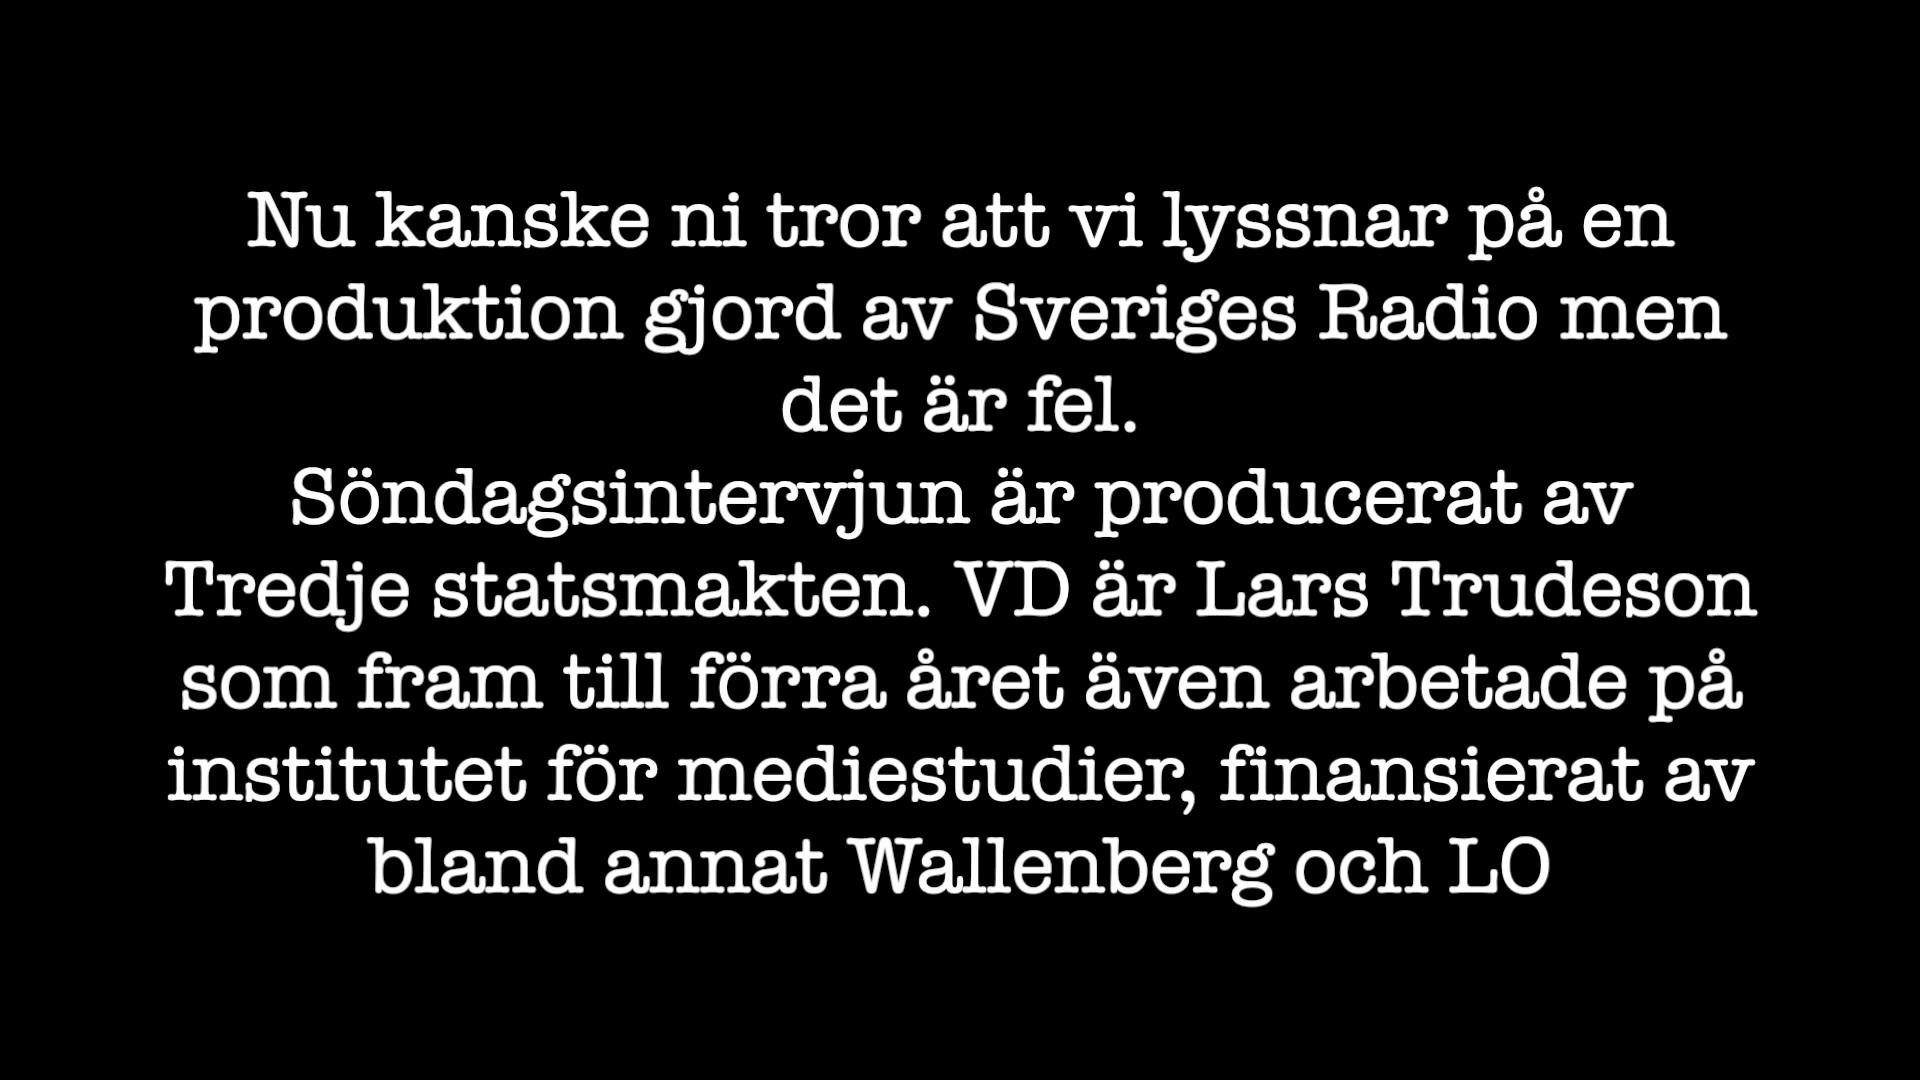 Nu kanske ni tror att vi lyssnar på en
produktion gjord av Sveriges Radio men
det är fel.
Söndagsintervjun är producerat av
Tredje statsmakten. VD är Lars Trudeson
som fram till förra året även arbetade på
institutet för mediestudier, finansierat av
bland annat Wallenberg och LO